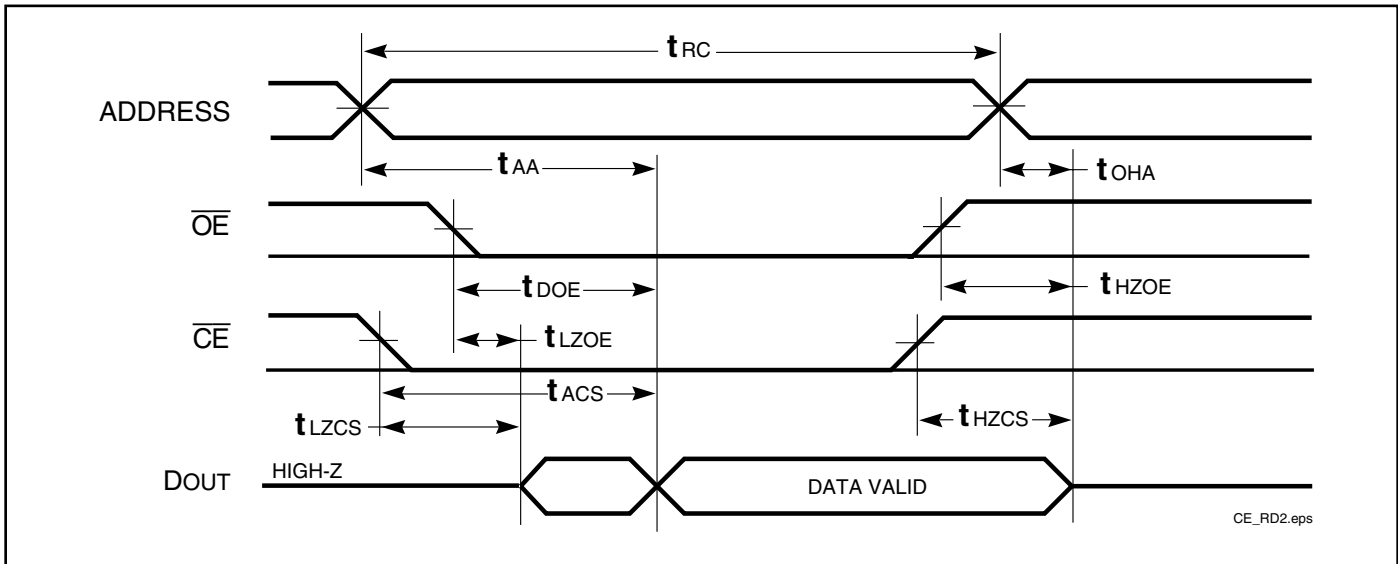 tRC
ADDRESS
tAA
tOHA
OE
tDOE
tHZOE
CE
tLZOE
tACS
tLZCS
tHZCS
DOUT
HIGH-Z
DATA VALID
CE_RD2.eps